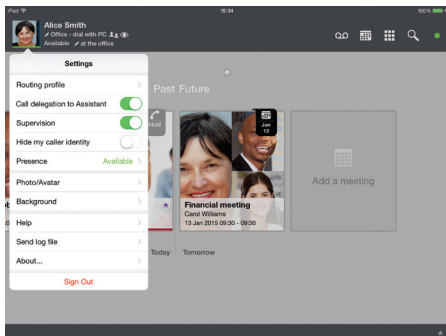 iPad
15:34
100%
Alice Smith
Office - dial with PC
Available at the office
Settings
Routing profile
Call delegation to Assistant
Supervision
Hide my caller identity
Presence Available
Photo/Avatar
Background
Help
Send log file
About...
Sign Out
Past Future
Jan
13
Financial meeting
Carol Williams
13 Jan 2015 09:30 - 09:30
Add a meeting
Today Tomorrow